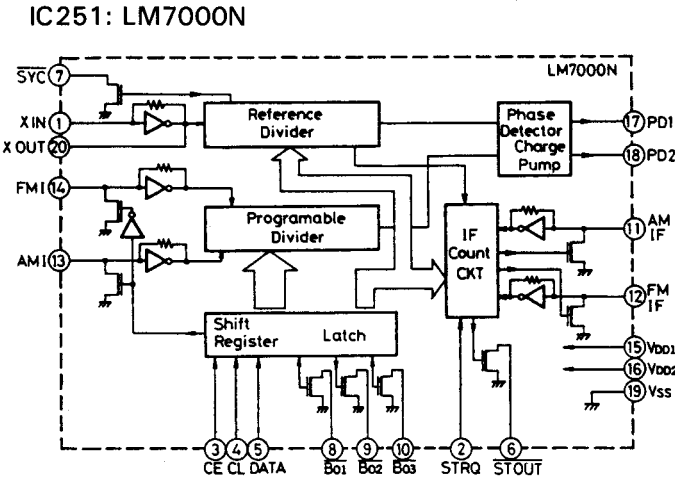 IC251: LM7000N
LM7000N
SYC 7
X IN 1
X OUT 20
FMI 14
AMI 13
Reference
Divider
Programable
Divider
Shift
Register Latch
Phase
Detector
Charge
Pump
IF
Count
CKT
17 PD1
18 PD2
11 AM
IF
12 FM
IF
15 VDD1
16 VDD2
19 VSS
3 4 5 8 9 10 2 6
CE CL DATA BO1 BO2 BO3 STRQ STOUT